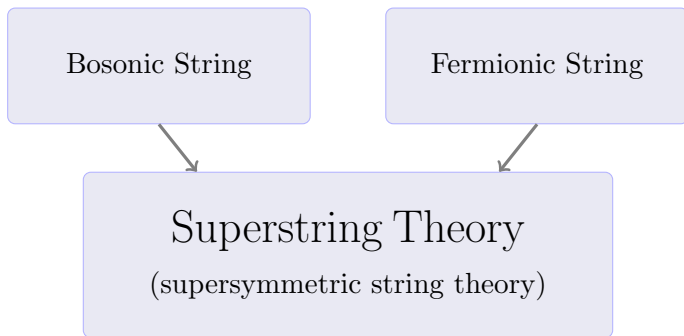 Bosonic String
Fermionic String
Superstring Theory
(supersymmetric string theory)